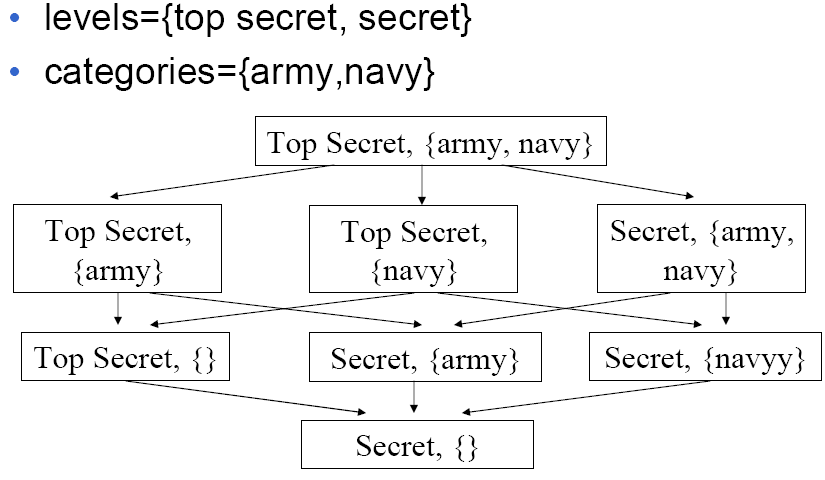 • levels={top secret, secret}
• categories={army,navy}
Top Secret, {army, navy}
Top Secret,
{army}
Top Secret,
{navy}
Secret, {army,
navy}
Top Secret, {}
Secret, {army}
Secret, {navyy}
Secret, {}